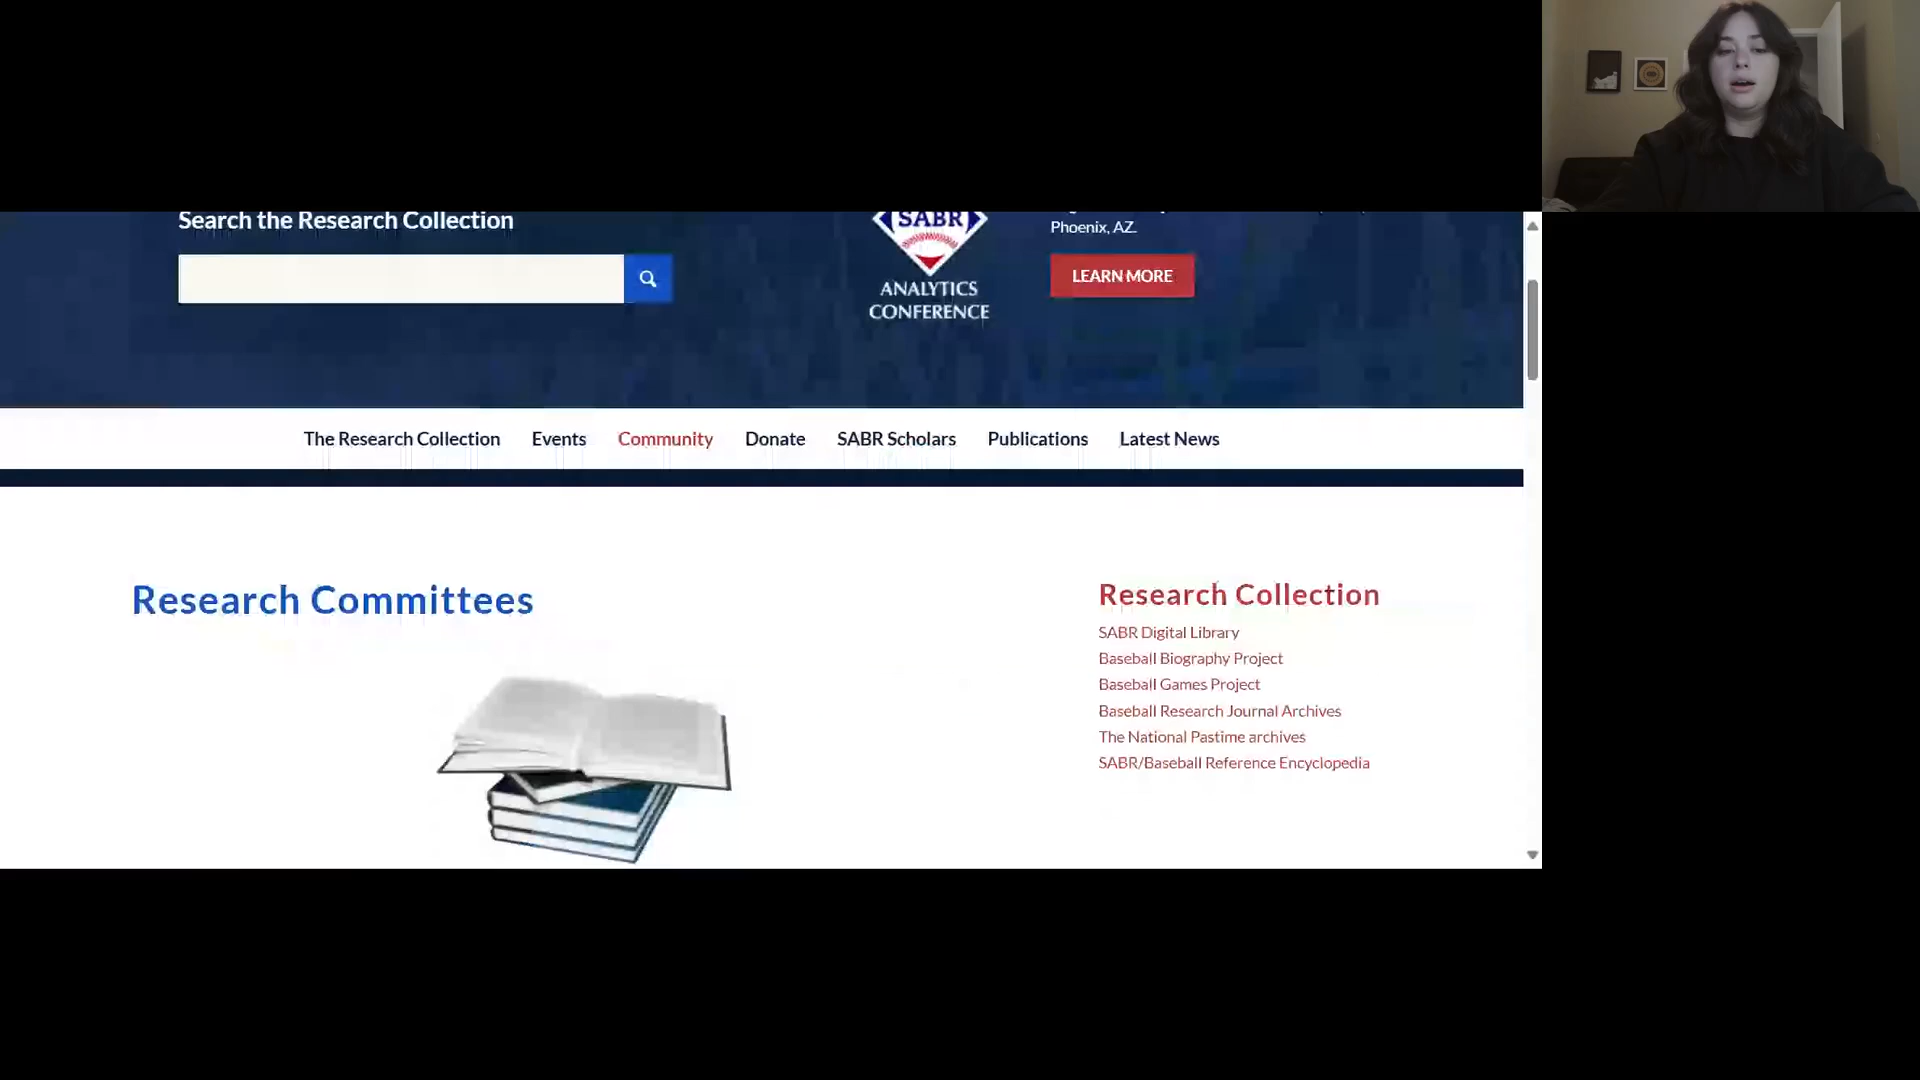 Search the Research Collection
SABR
ANALYTICS
CONFERENCE
Phoenix, AZ.
LEARN MORE
The Research Collection
Events
Community
Donate
SABR Scholars
Publications
Latest News
Research Committees
Research Collection
SABR Digital Library
Baseball Biography Project
Baseball Games Project
Baseball Research Journal Archives
The National Pastime archives
SABR/Baseball Reference Encyclopedia